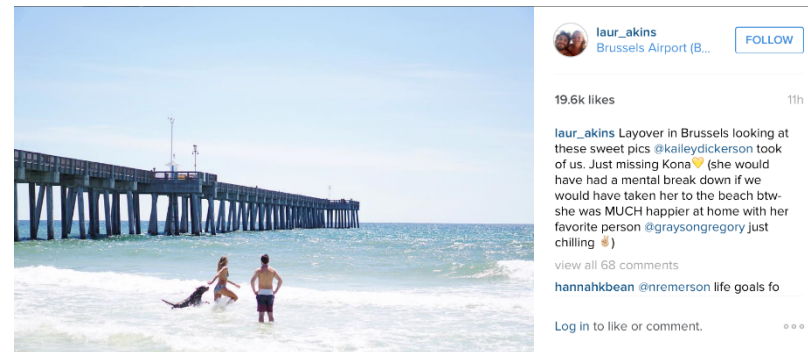 laur_akins
Brussels Airport (B...
FOLLOW
19.6k likes
11h
laur_akins Layover in Brussels looking at
these sweet pics @kaileydickerson took
of us. Just missing Kona💛 (she would
have had a mental break down if we
would have taken her to the beach btw-
she was MUCH happier at home with her
favorite person @graysongregory just
chilling ✌🏼)
view all 68 comments
hannahkbean @nremerson life goals fo
Log in to like or comment.